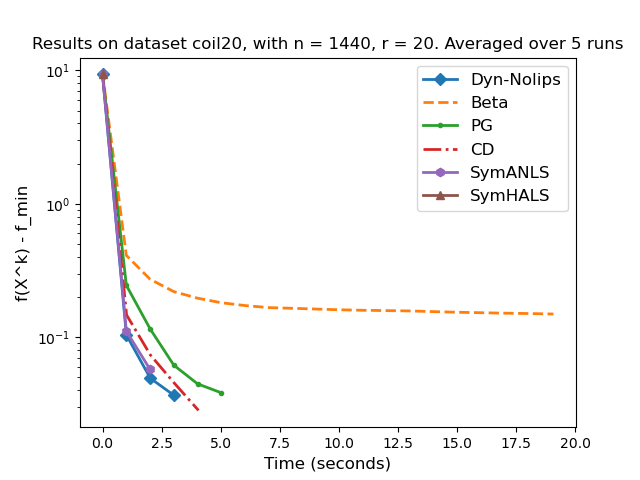 Results on dataset coil20, with n = 1440, r = 20. Averaged over 5 runs
Dyn-Nolips
Beta
PG
CD
SymANLS
SymHALS
f(X^k) - f_min
10^1
10^0
10^-1
0.0 2.5 5.0 7.5 10.0 12.5 15.0 17.5 20.0
Time (seconds)